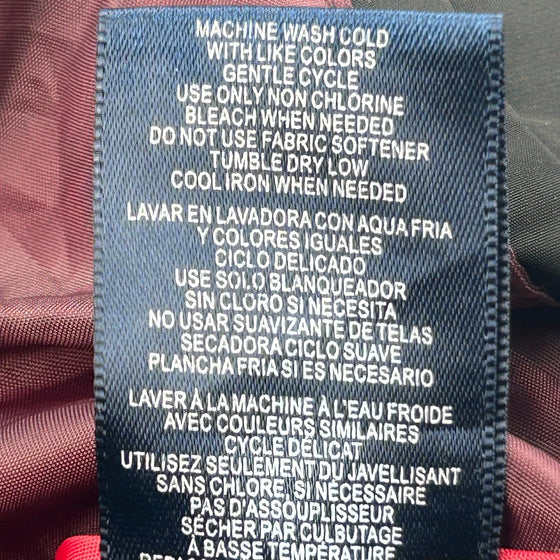 MACHINE WASH COLD
WITH LIKE COLORS
GENTLE CYCLE
USE ONLY NON CHLORINE
BLEACH WHEN NEEDED
DO NOT USE FABRIC SOFTENER
TUMBLE DRY LOW
COOL IRON WHEN NEEDED
LAVAR EN LAVADORA CON AQUA FRIA
Y COLORES IGUALES
CICLO DELICADO
USE SOLO BLANQUEADOR
SIN CLORO SI NECESITA
NO USAR SUAVIZANTE DE TELAS
SECADORA CICLO SUAVE
PLANCHA FRIA SI ES NECESARIO
LAVER À LA MACHINE À L'EAU FROIDE
AVEC COULEURS SIMILAIRES
CYCLE DÉLICAT
UTILISEZ SEULEMENT DU JAVELLISANT
SANS CHLORE, SI NÉCESSAIRE
PAS D'ASSOUPLISSEUR
SÉCHER PAR CULBUTAGE
À BASSE TEMPÉRATURE